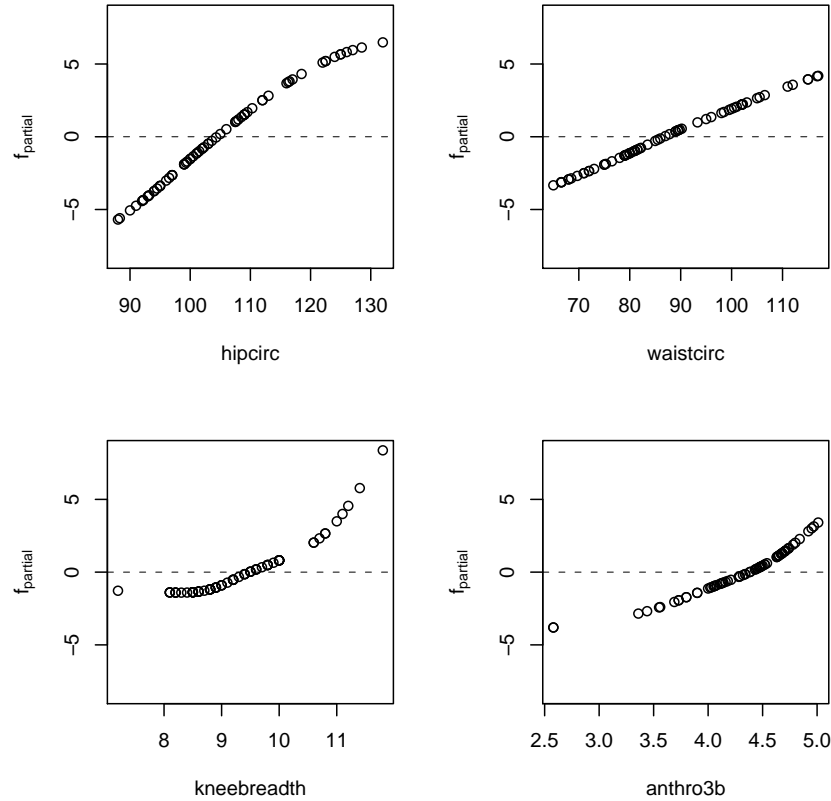 f_partial
5
0
−5
90 100 110 120 130
hipcirc
f_partial
5
0
−5
70 80 90 100 110
waistcirc
f_partial
5
0
−5
8 9 10 11
kneebreadth
f_partial
5
0
−5
2.5 3.0 3.5 4.0 4.5 5.0
anthro3b